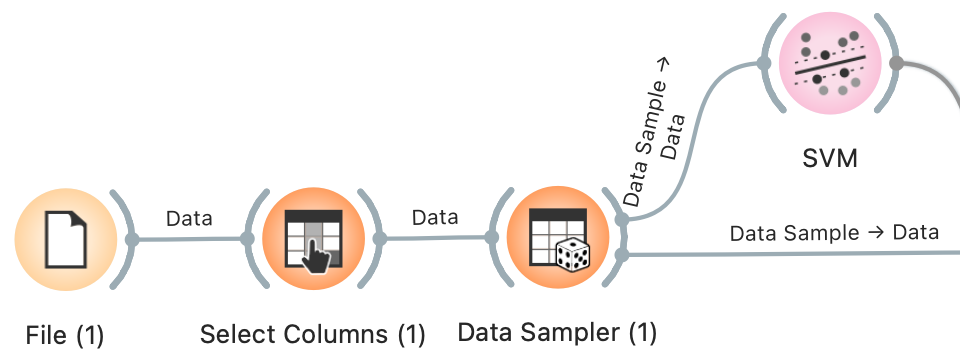 Data Sample →
Data
SVM
Data
Data
Data Sample → Data
File (1)
Select Columns (1)
Data Sampler (1)